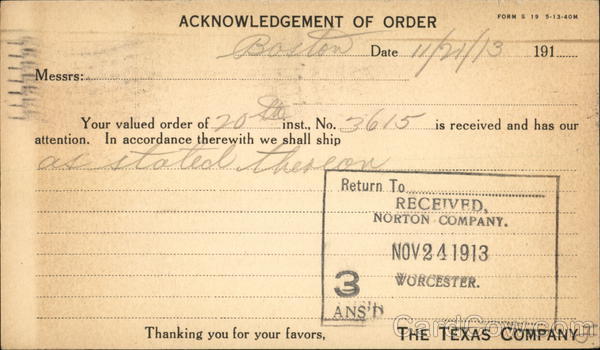 ACKNOWLEDGEMENT OF ORDER
FORM S 19 5-13-40M
Boston Date 11/21/13 191
Messrs:
Your valued order of 20th inst., No. 3615 is received and has our
attention. In accordance therewith we shall ship
as stated thereon
Return To
RECEIVED,
NORTON COMPANY.
NOV 24 1913
3 WORCESTER.
ANS'D
Thanking you for your favors, THE TEXAS COMPANY
CardCow.com